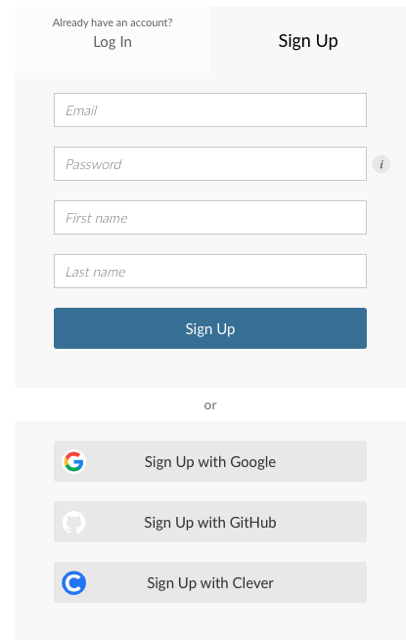 Already have an account?
Log In
Sign Up
Email
Password
i
First name
Last name
Sign Up
or
Sign Up with Google
Sign Up with GitHub
Sign Up with Clever